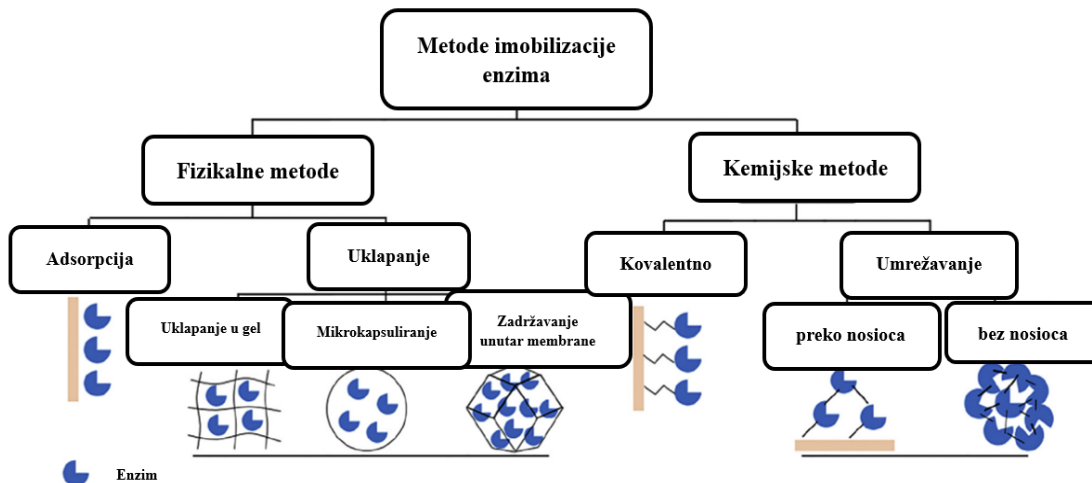 Metode imobilizacije
enzima
Fizikalne metode
Kemijske metode
Adsorpcija
Uklapanje
Kovalentno
Umrežavanje
Uklapanje u gel
Mikrokapsuliranje
Zadržavanje
unutar membrane
preko nosioca
bez nosioca
Enzim